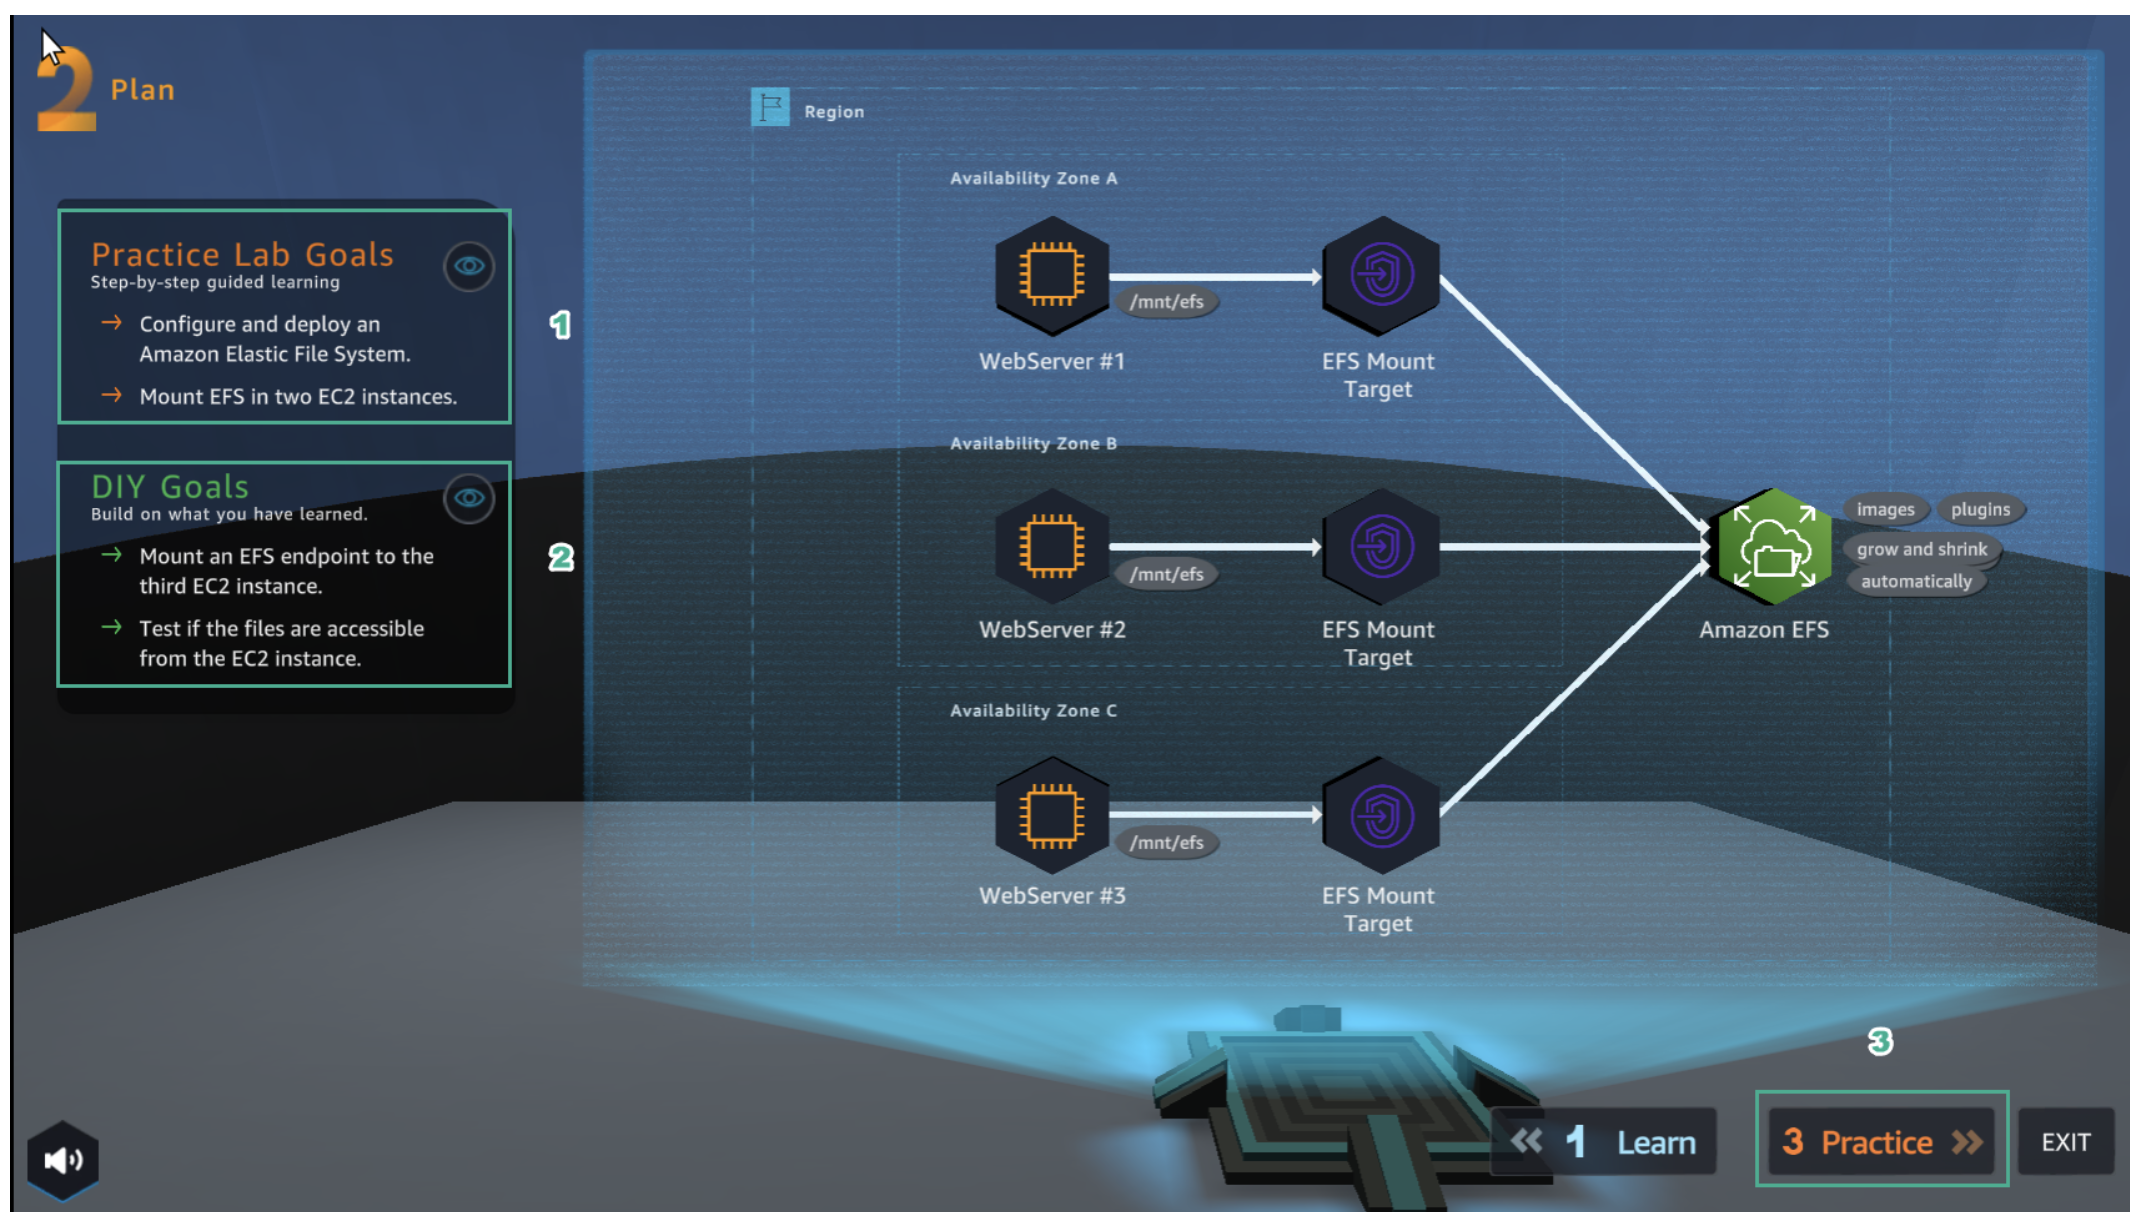 2 Plan
Practice Lab Goals
Step-by-step guided learning
Configure and deploy an
Amazon Elastic File System.
Mount EFS in two EC2 instances.
1
DIY Goals
Build on what you have learned.
Mount an EFS endpoint to the
third EC2 instance.
Test if the files are accessible
from the EC2 instance.
2
Region
Availability Zone A
/mnt/efs
WebServer #1
EFS Mount
Target
Availability Zone B
/mnt/efs
WebServer #2
EFS Mount
Target
images plugins
grow and shrink
automatically
Amazon EFS
Availability Zone C
/mnt/efs
WebServer #3
EFS Mount
Target
3
1 Learn
3 Practice
EXIT